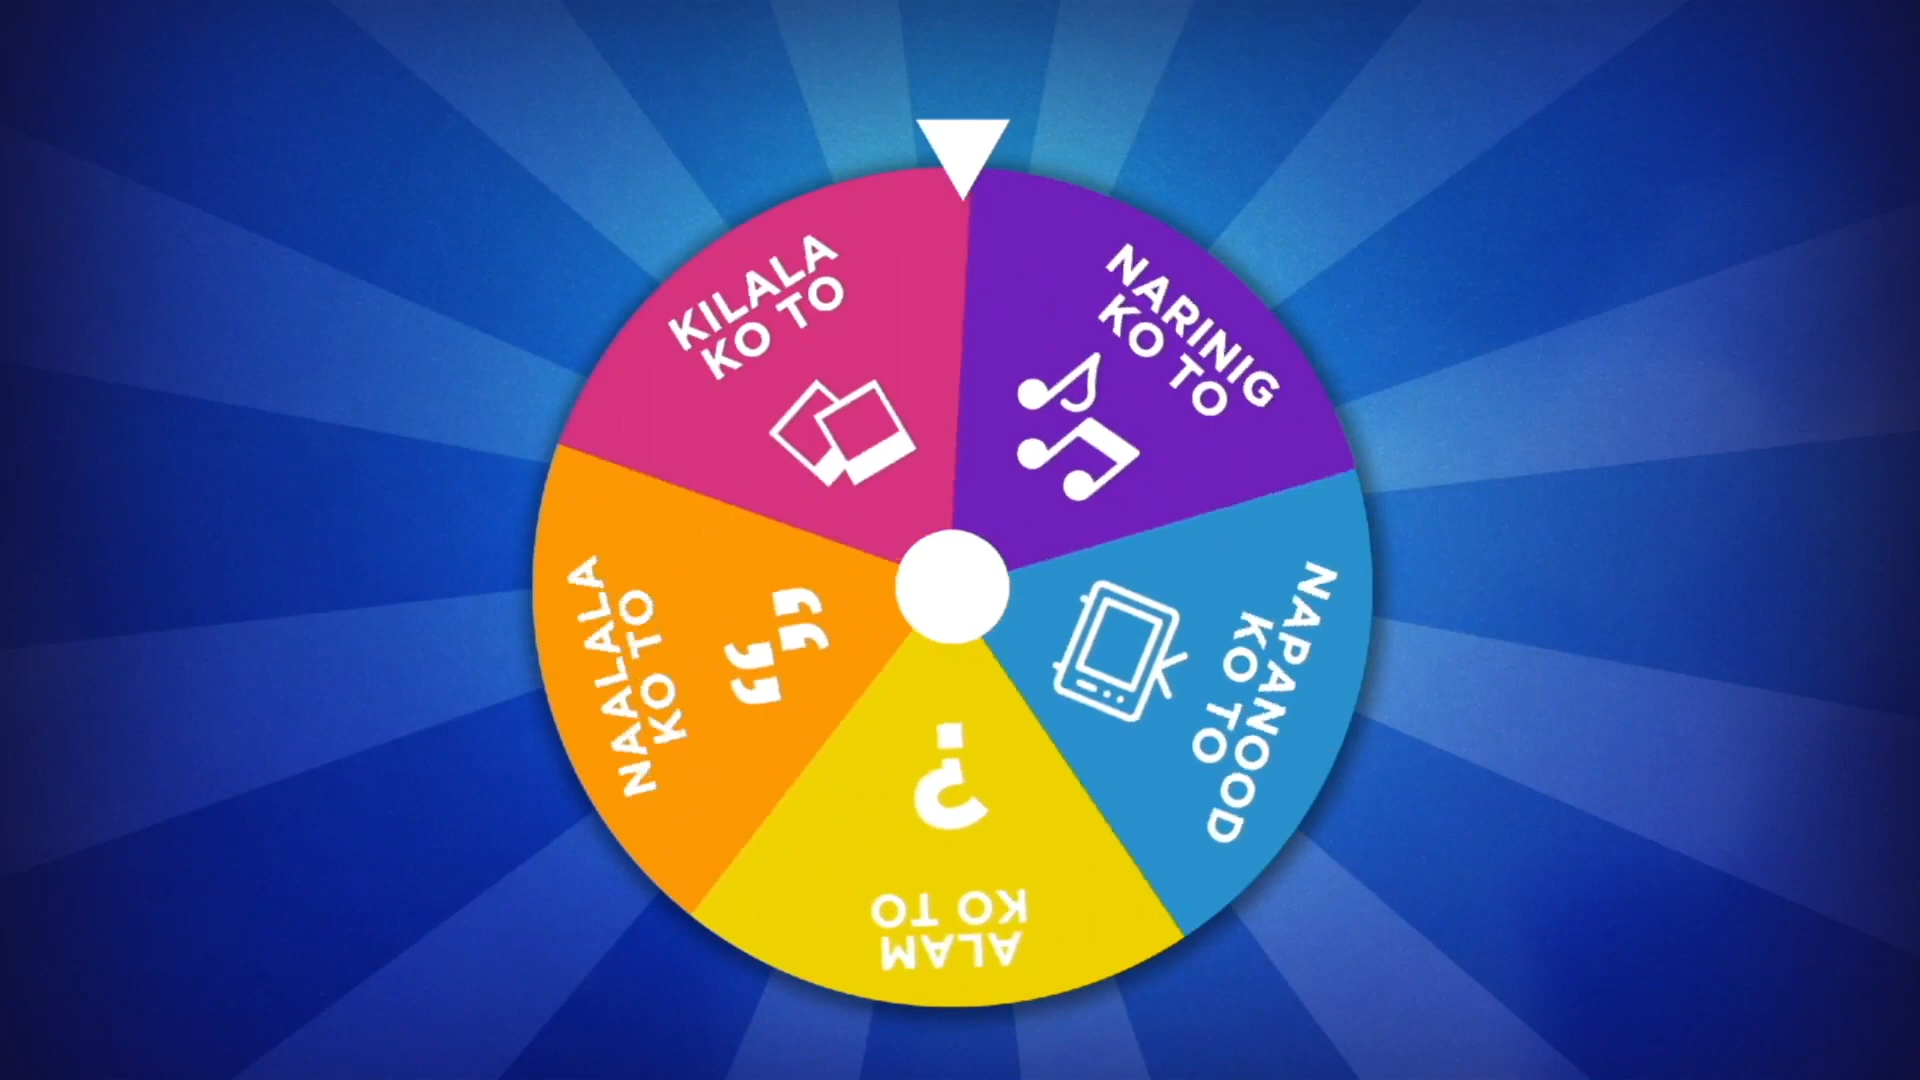 KILALA
KO TO
NARINIG
KO TO
NAPANOOD
KO TO
ALAM
KO TO
NAALALA
KO TO